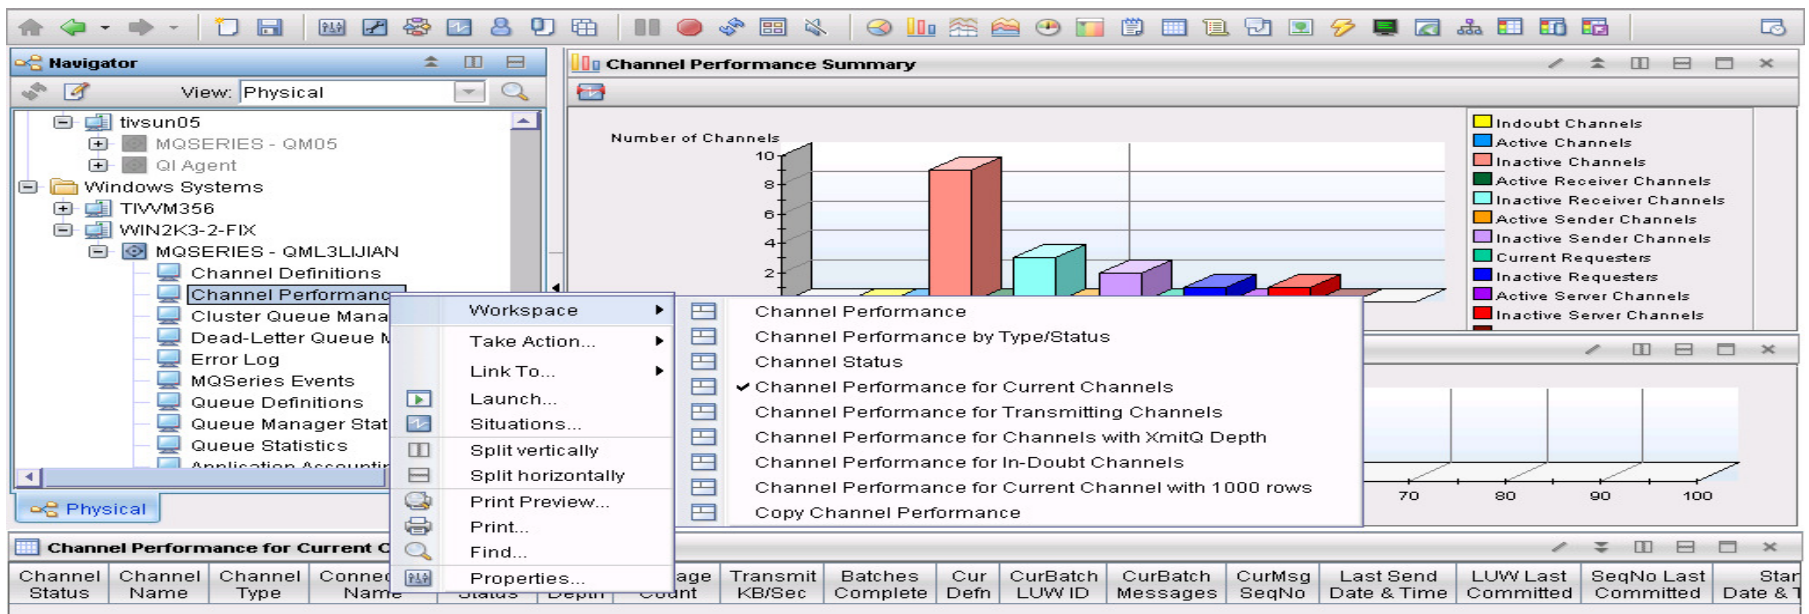 Navigator
View: Physical
tivsun05
MQSERIES - QM05
QI Agent
Windows Systems
TIVVM356
WIN2K3-2-FIX
MQSERIES - QML3LIJIAN
Channel Definitions
Channel Performanc
Cluster Queue Mana
Dead-Letter Queue
Error Log
MQSeries Events
Queue Definitions
Queue Manager Stat
Queue Statistics
Physical
Workspace
Take Action...
Link To...
Launch...
Situations...
Split vertically
Split horizontally
Print Preview...
Print...
Find...
Properties...
Channel Performance
Channel Performance by Type/Status
Channel Status
Channel Performance for Current Channels
Channel Performance for Transmitting Channels
Channel Performance for Channels with XmitQ Depth
Channel Performance for In-Doubt Channels
Channel Performance for Current Channel with 1000 rows
Copy Channel Performance
Channel Performance Summary
Number of Channels
10
8
6
4
2
Indoubt Channels
Active Channels
Inactive Channels
Active Receiver Channels
Inactive Receiver Channels
Active Sender Channels
Inactive Sender Channels
Current Requesters
Inactive Requesters
Active Server Channels
Inactive Server Channels
70 80 90 100
Channel Performance for Current C
Channel Status
Channel Name
Channel Type
Connec Name
Status
Depth
age Count
Transmit KB/Sec
Batches Complete
Cur Defn
CurBatch LUW ID
CurBatch Messages
CurMsg SeqNo
Last Send Date & Time
LUW Last Committed
SeqNo Last Committed
Star Date & T